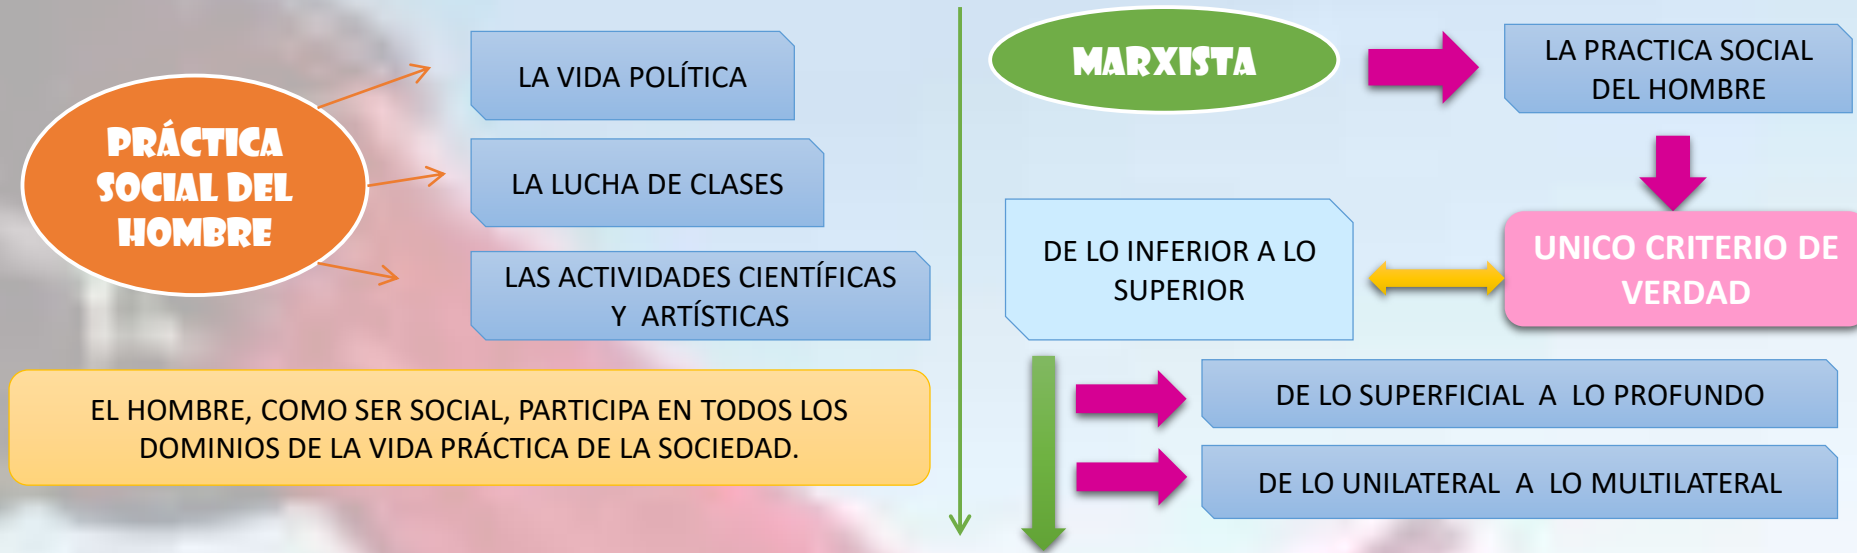 PRÁCTICA
SOCIAL DEL
HOMBRE
LA VIDA POLÍTICA
LA LUCHA DE CLASES
LAS ACTIVIDADES CIENTÍFICAS
Y ARTÍSTICAS
EL HOMBRE, COMO SER SOCIAL, PARTICIPA EN TODOS LOS
DOMINIOS DE LA VIDA PRÁCTICA DE LA SOCIEDAD.
MARXISTA
LA PRACTICA SOCIAL
DEL HOMBRE
UNICO CRITERIO DE
VERDAD
DE LO INFERIOR A LO
SUPERIOR
DE LO SUPERFICIAL A LO PROFUNDO
DE LO UNILATERAL A LO MULTILATERAL